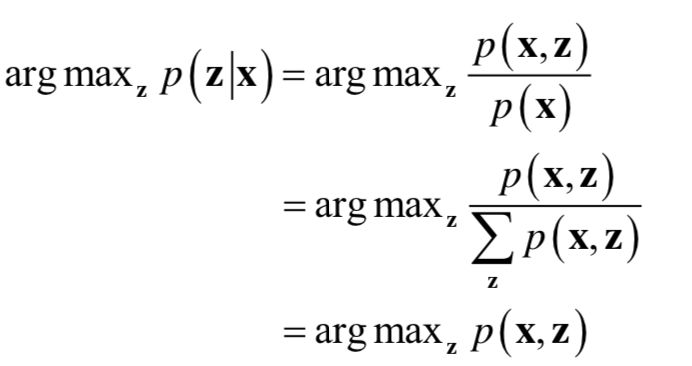 arg max_z p(z|x) = arg max_z p(x,z) / p(x)
= arg max_z p(x,z) / ∑_z p(x,z)
= arg max_z p(x,z)